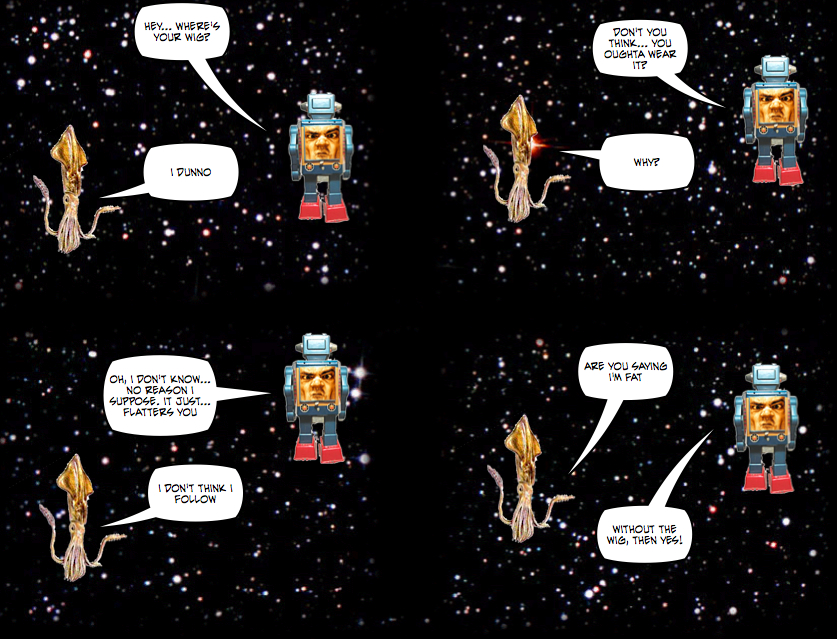 HEY... WHERE'S
YOUR WIG?
I DUNNO
DON'T YOU
THINK... YOU
OUGHTA WEAR
IT?
WHY?
OH, I DON'T KNOW...
NO REASON I
SUPPOSE. IT JUST...
FLATTERS YOU
I DON'T THINK I
FOLLOW
ARE YOU SAYING
I'M FAT
WITHOUT THE
WIG, THEN YES!